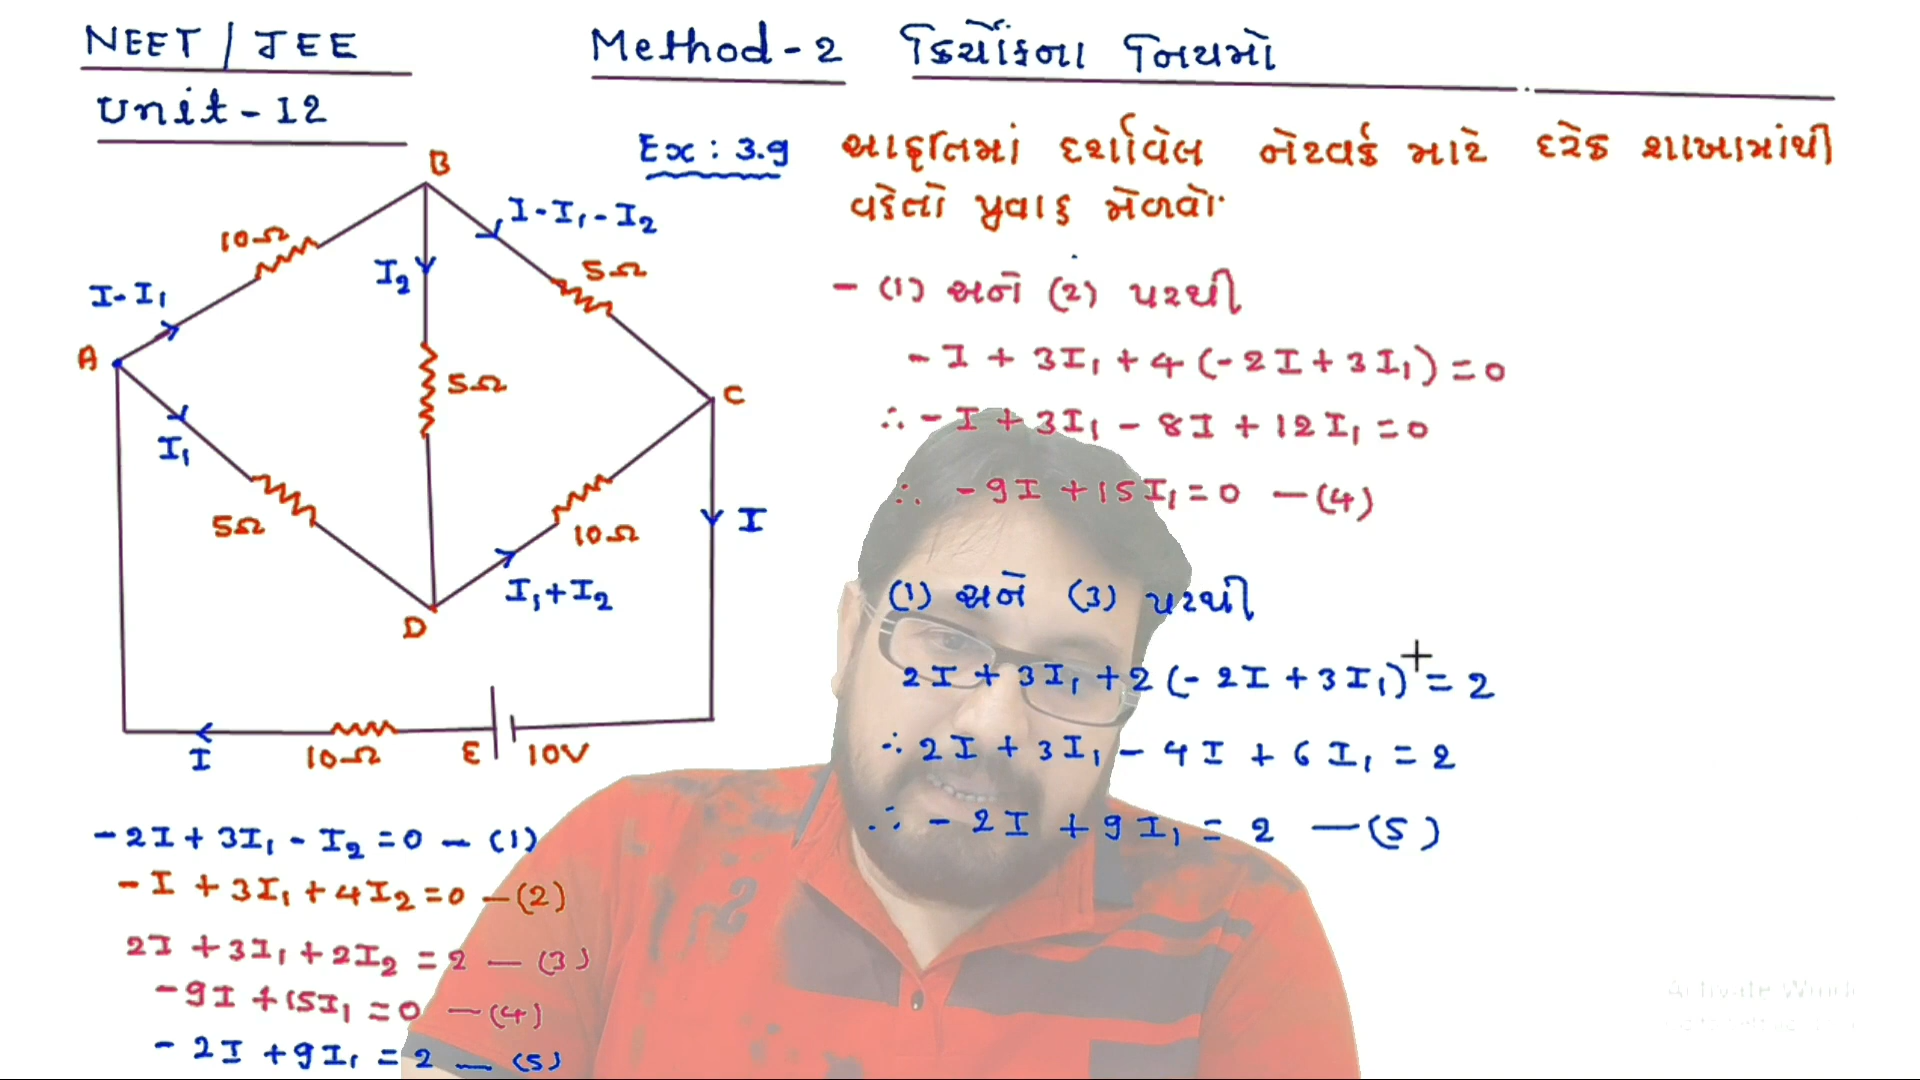 NEET / JEE
Unit - 12
Method - 2 કિર્ચોફના નિયમો
Ex : 3.9 આકૃતિમાં દર્શાવેલ નેટવર્ક માટે દરેક શાખામાંથી
વહેતો પ્રવાહ મેળવો.
B
I - I₁ - I₂
10Ω
I₂
5Ω
I - I₁
A
5Ω
C
I₁
5Ω
10Ω
I
I₁ + I₂
D
I
10Ω
E
10V
- 2I + 3I₁ - I₂ = 0 — (1)
- I + 3I₁ + 4I₂ = 0 — (2)
2I + 3I₁ + 2I₂ = 2 — (3)
- 9I + 15I₁ = 0 — (4)
- 2I + 9I₁ = 2 — (5)
- (1) અને (2) પરથી
- I + 3I₁ + 4 (- 2I + 3I₁) = 0
∴ - I + 3I₁ - 8I + 12I₁ = 0
∴ - 9I + 15I₁ = 0 — (4)
(1) અને (3) પરથી
2I + 3I₁ + 2 (- 2I + 3I₁) = 2
∴ 2I + 3I₁ - 4I + 6I₁ = 2
∴ - 2I + 9I₁ = 2 — (5)